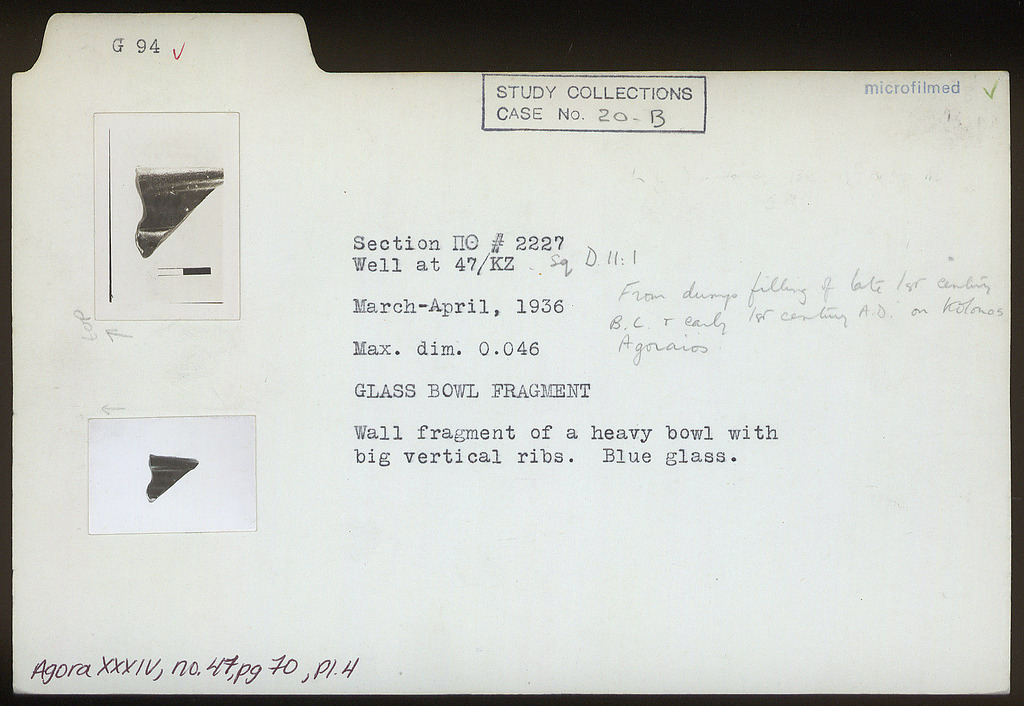 G 94 ✓
STUDY COLLECTIONS
CASE No. 20-B
microfilmed ✓
Section ΠΘ # 2227
Well at 47/KZ Sq D.11:1
March-April, 1936
From dumps filling of late 1st century
B.C. + early 1st century A.D. on Kolonos
Agoraios.
top
Max. dim. 0.046
GLASS BOWL FRAGMENT
Wall fragment of a heavy bowl with
big vertical ribs. Blue glass.
Agora XXXIV, no. 47, pg 70, pl. 4